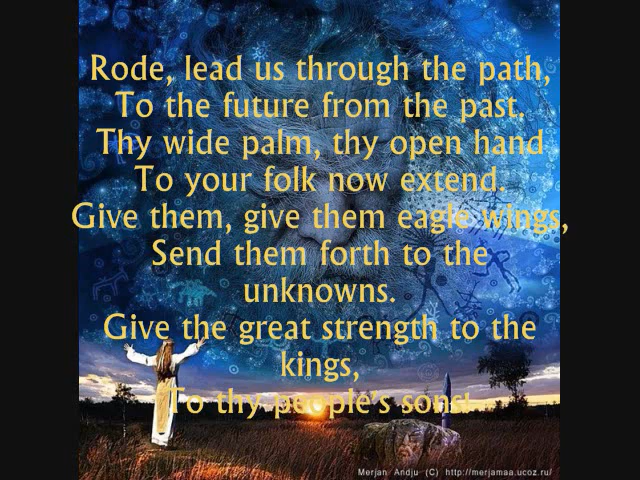 Rode, lead us through the path,
To the future from the past.
Thy wide palm, thy open hand
To your folk now extend.
Give them, give them eagle wings,
Send them forth to the
unknowns.
Give the great strength to the
kings,
To thy people's sons!
Merjan Andju (C) http://merjamaa.ucoz.ru/